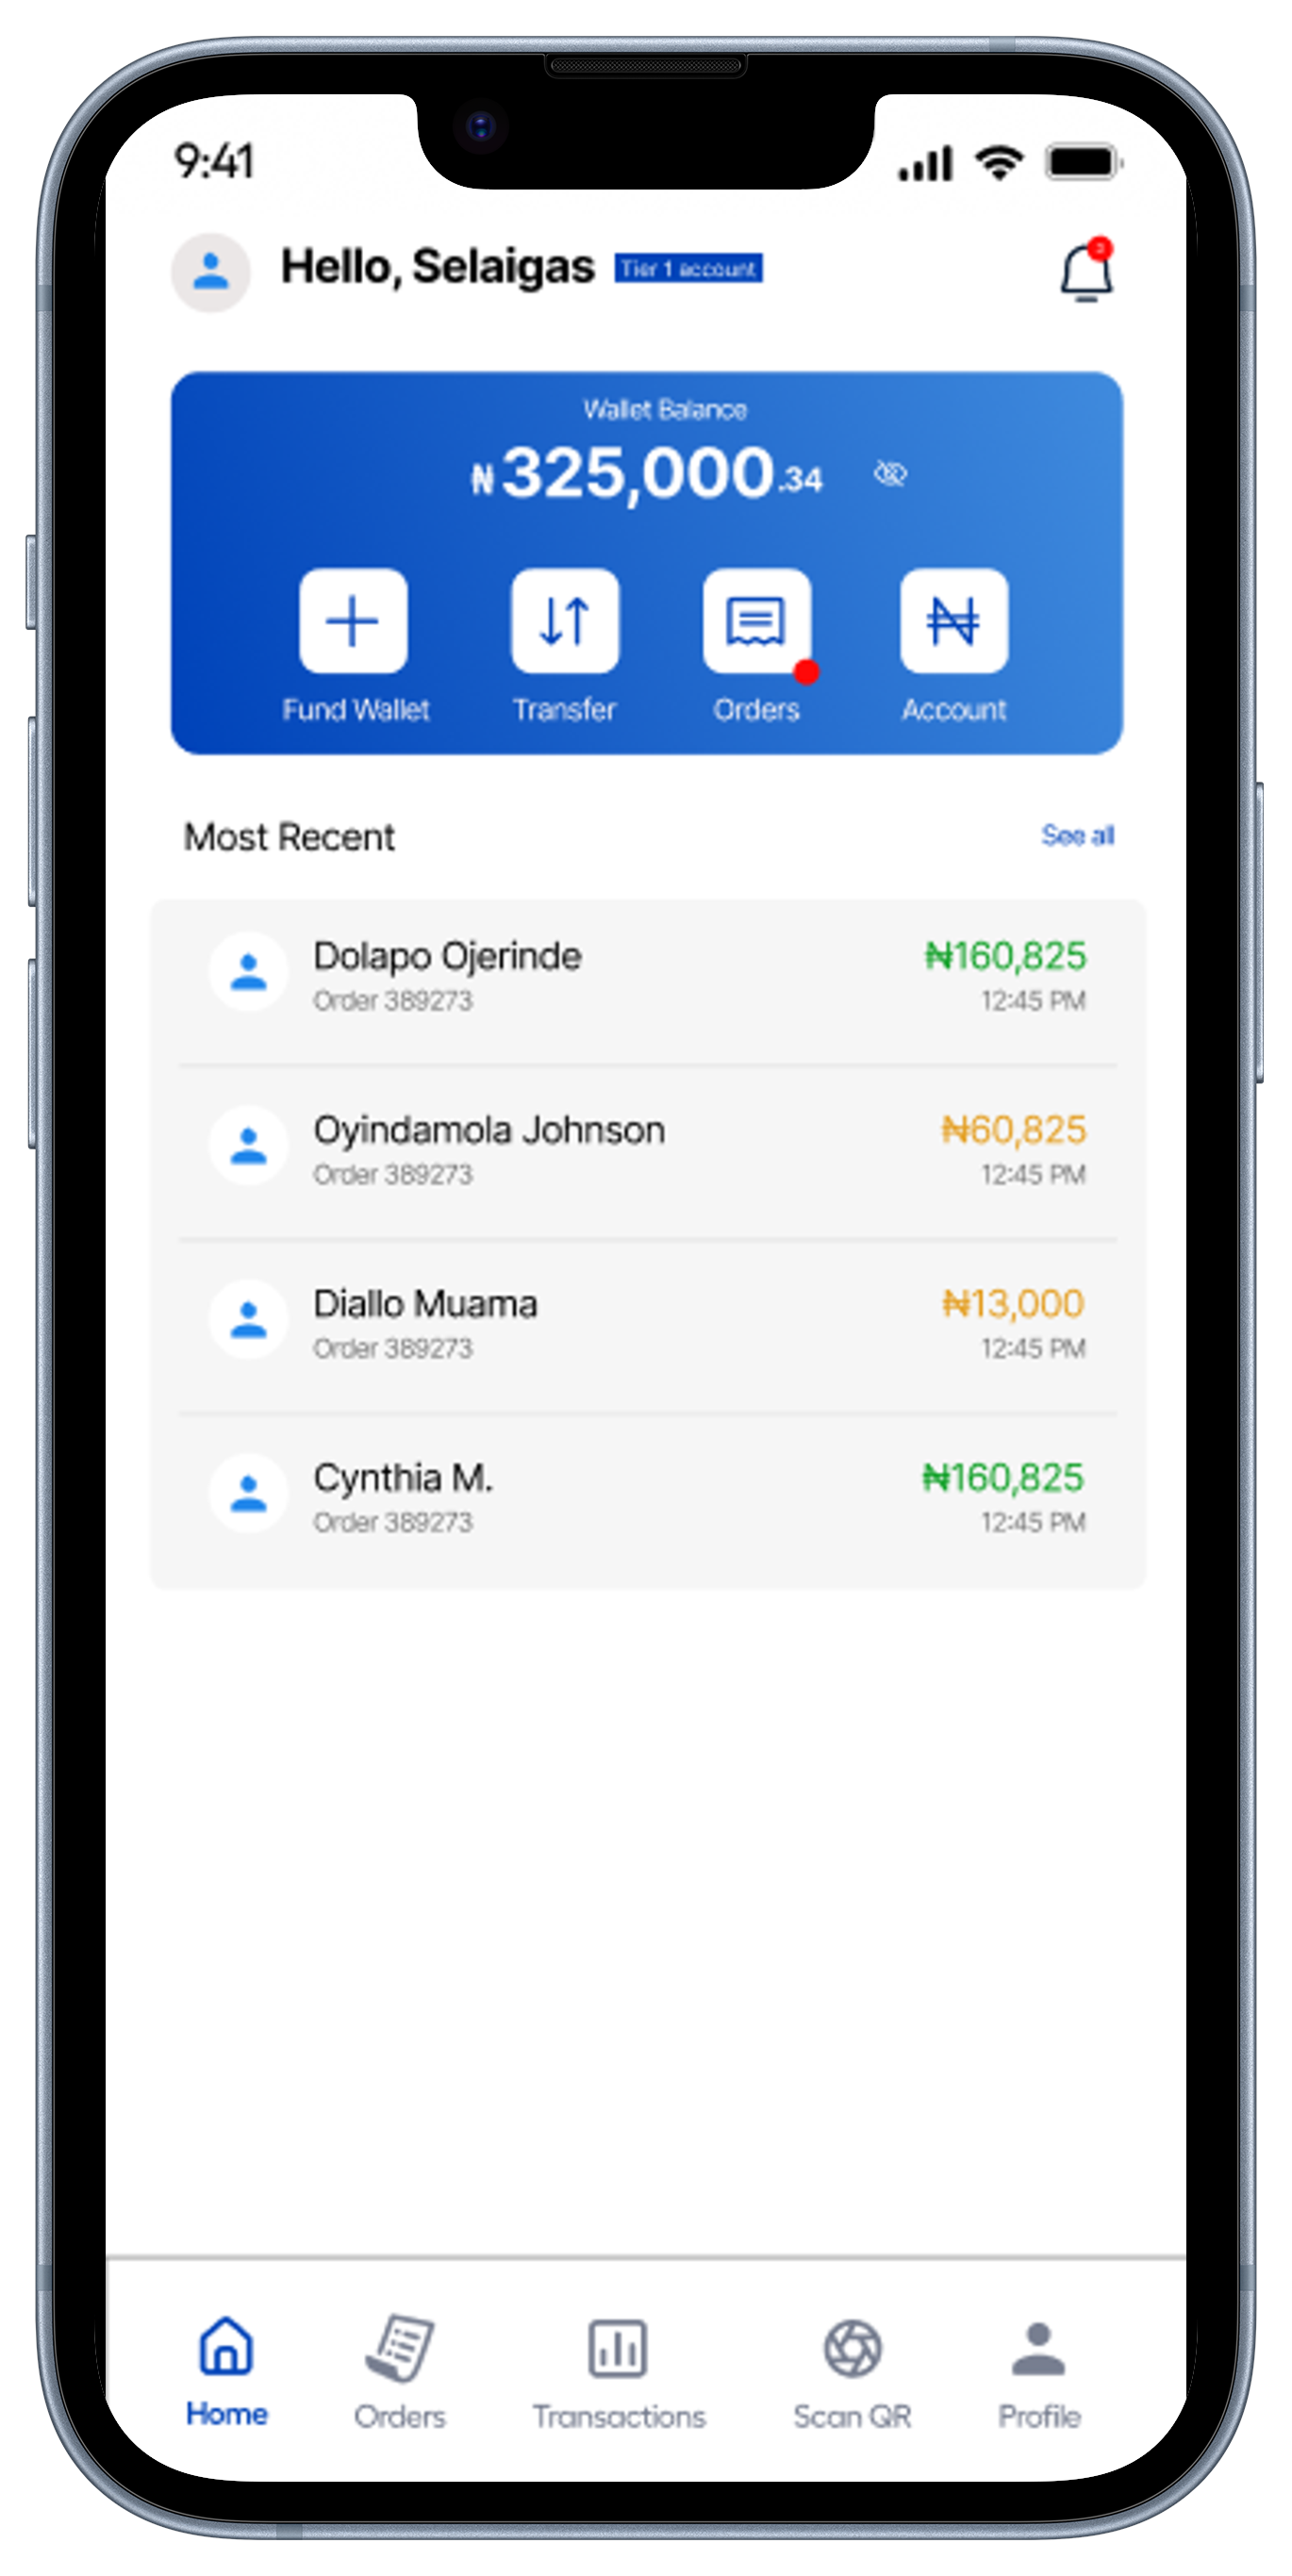 9:41
Hello, Selaigas Tier 1 account
Wallet Balance
₦325,000.34
Fund Wallet Transfer Orders Account
Most Recent See all
Dolapo Ojerinde ₦160,825
Order 389273 12:45 PM
Oyindamola Johnson ₦60,825
Order 389273 12:45 PM
Diallo Muama ₦13,000
Order 389273 12:45 PM
Cynthia M. ₦160,825
Order 389273 12:45 PM
Home Orders Transactions Scan QR Profile